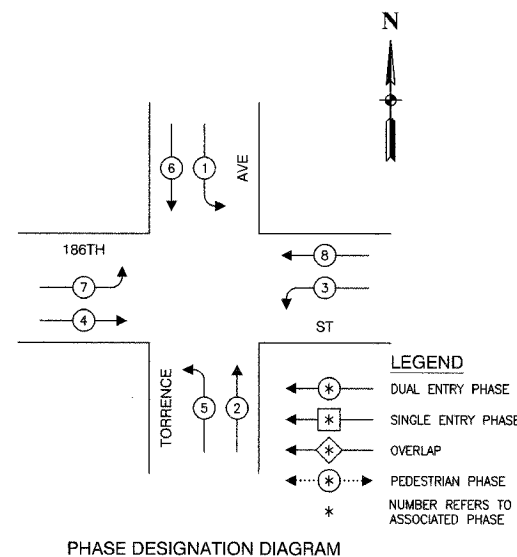 N
6
1
AVE
186TH
8
7
3
4
ST
TORRENCE
5
2
LEGEND
* DUAL ENTRY PHASE
* SINGLE ENTRY PHASE
* OVERLAP
* PEDESTRIAN PHASE
* NUMBER REFERS TO
ASSOCIATED PHASE
PHASE DESIGNATION DIAGRAM